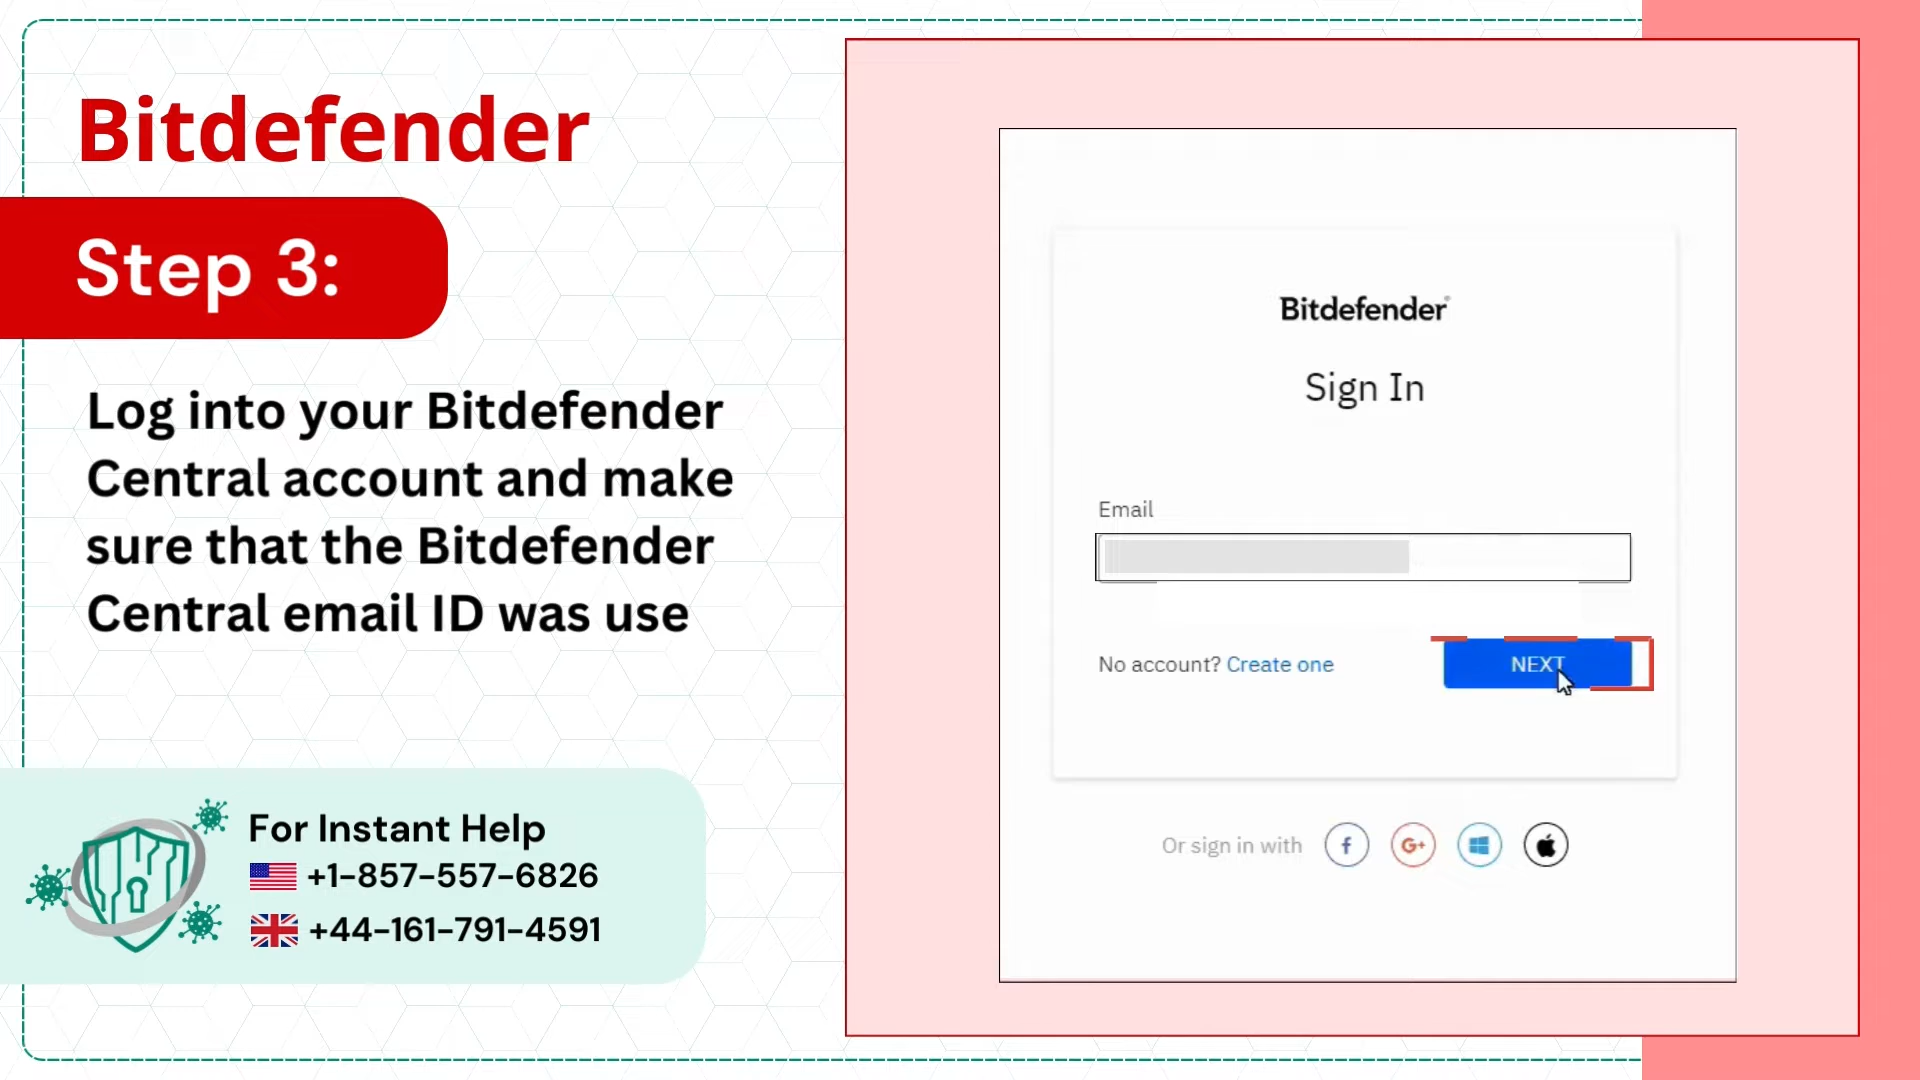 Bitdefender
Step 3:
Log into your Bitdefender
Central account and make
sure that the Bitdefender
Central email ID was use
For Instant Help
+1-857-557-6826
+44-161-791-4591
Bitdefender
Sign In
Email
No account? Create one
NEXT
Or sign in with